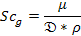 Sc_g = μ / (𝔇 * ρ)